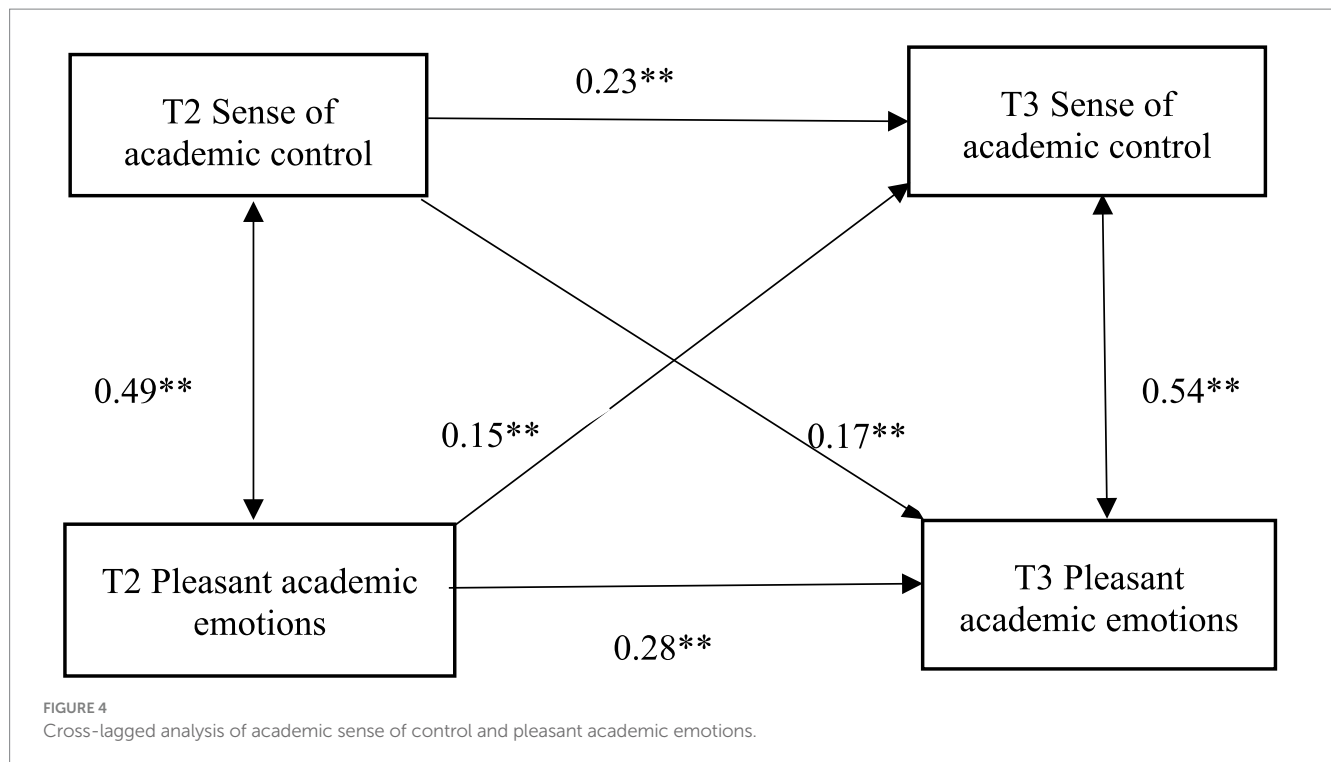 0.23**
T2 Sense of
academic control
T3 Sense of
academic control
0.49**
0.15**
0.17**
0.54**
T2 Pleasant academic
emotions
T3 Pleasant
academic emotions
0.28**
FIGURE 4
Cross-lagged analysis of academic sense of control and pleasant academic emotions.